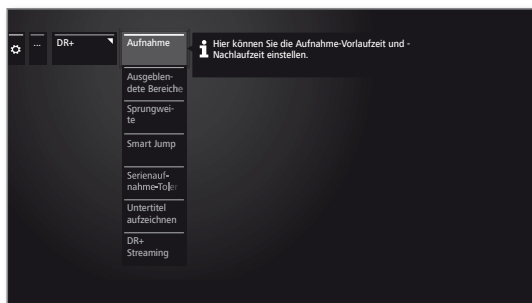 ... DR+ Aufnahme
Hier können Sie die Aufnahme-Vorlaufzeit und -
Nachlaufzeit einstellen.
Ausgeblen-
dete Bereiche
Sprungwei-
te
Smart Jump
Serienauf-
nahme-Toler
Untertitel
aufzeichnen
DR+
Streaming